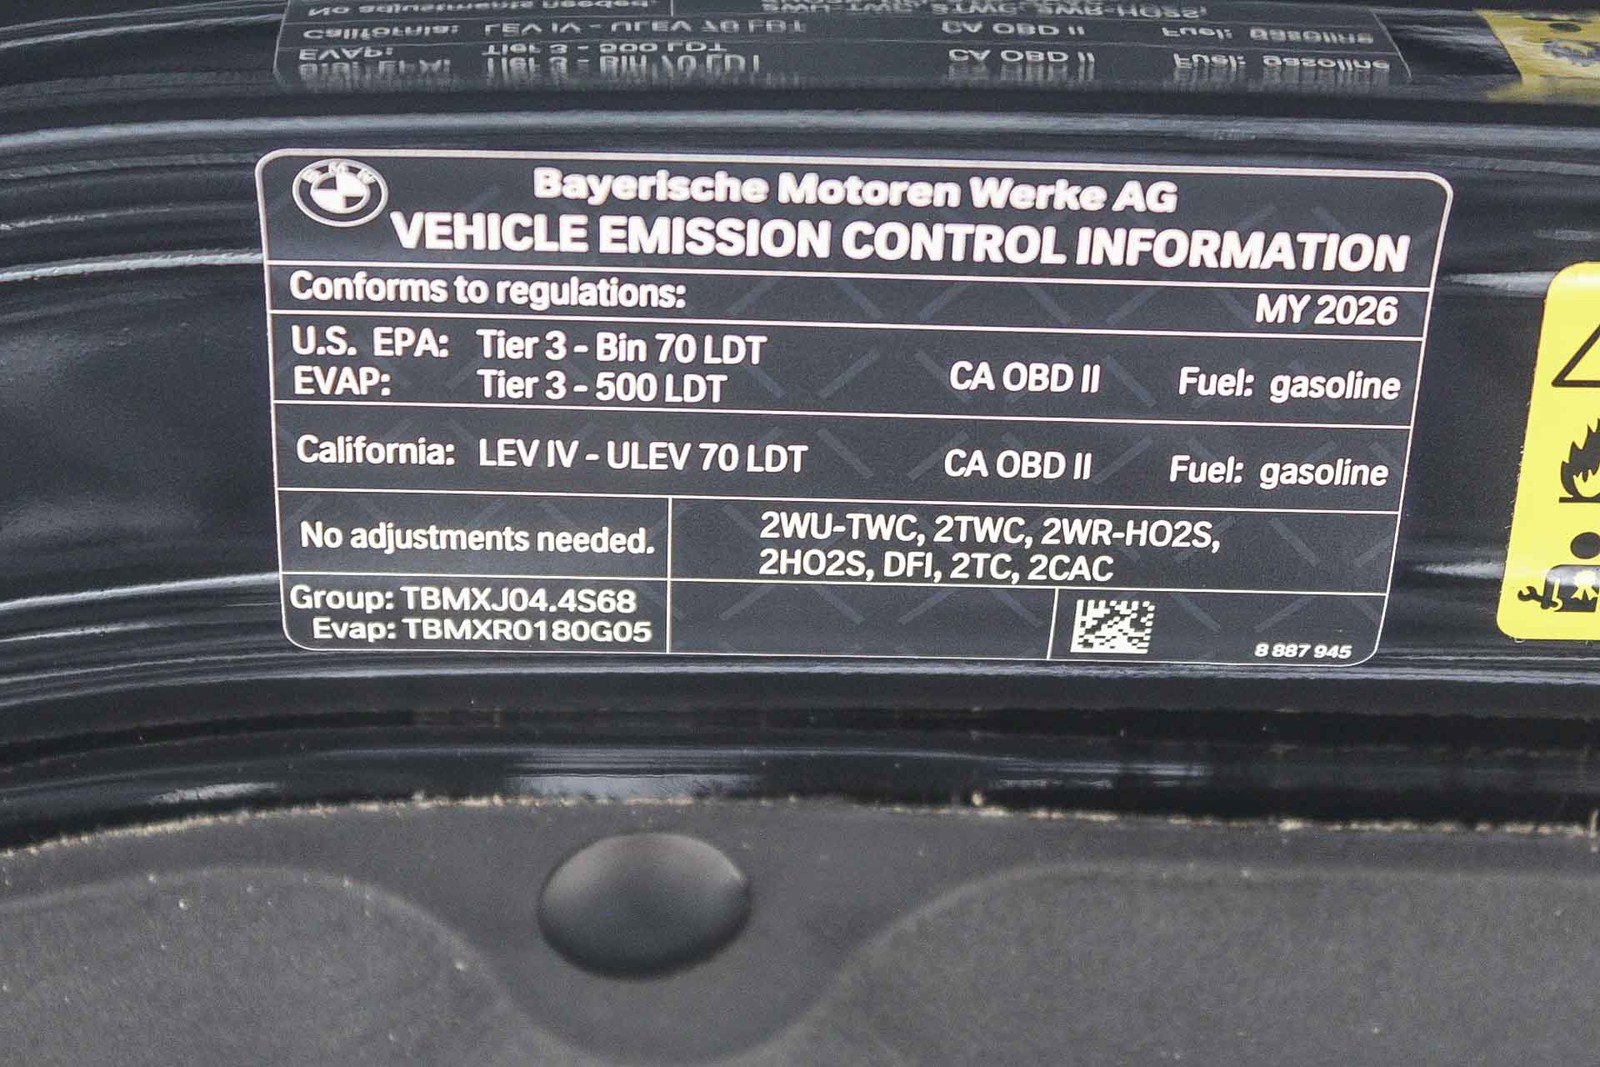 BMW
Bayerische Motoren Werke AG
VEHICLE EMISSION CONTROL INFORMATION
Conforms to regulations:
MY 2026
U.S. EPA: Tier 3 - Bin 70 LDT
EVAP: Tier 3 - 500 LDT
CA OBD II
Fuel: gasoline
California: LEV IV - ULEV 70 LDT
CA OBD II
Fuel: gasoline
No adjustments needed.
2WU-TWC, 2TWC, 2WR-HO2S,
2HO2S, DFI, 2TC, 2CAC
Group: TBMXJ04.4S68
Evap: TBMXR0180G05
8 887 945